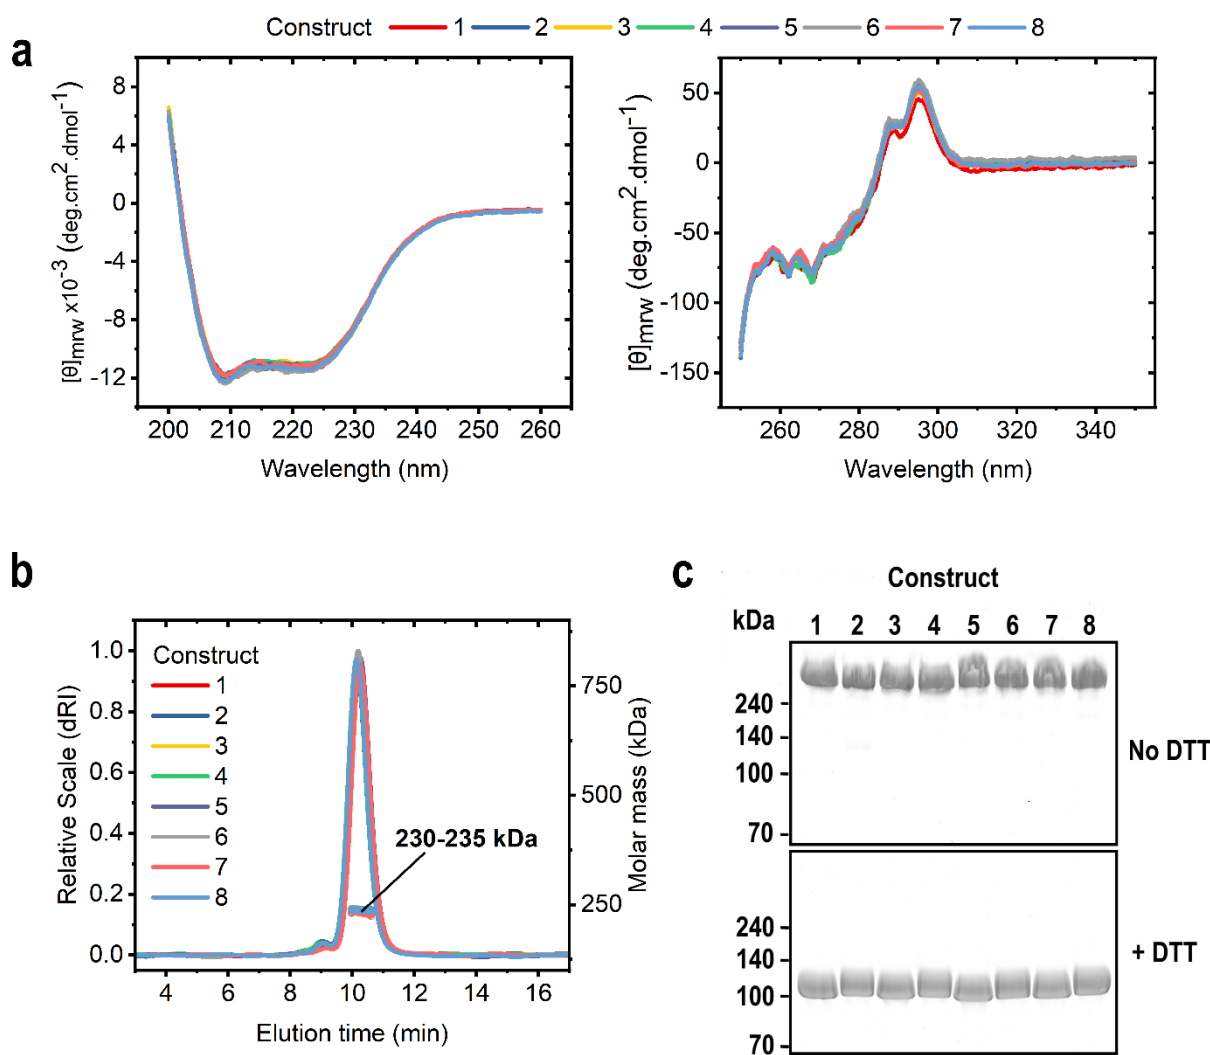 Construct 1 2 3 4 5 6 7 8
a
[θ]mrw x10⁻³ (deg.cm².dmol⁻¹)
8
4
0
-4
-8
-12
200 210 220 230 240 250 260
Wavelength (nm)
[θ]mrw (deg.cm².dmol⁻¹)
50
0
-50
-100
-150
260 280 300 320 340
Wavelength (nm)
b
Relative Scale (dRI)
1.0
0.8
0.6
0.4
0.2
0.0
Construct
1
2
3
4
5
6
7
8
230-235 kDa
750
500
250
Molar mass (kDa)
4 6 8 10 12 14 16
Elution time (min)
c
Construct
kDa 1 2 3 4 5 6 7 8
240
140
100
70
No DTT
240
140
100
70
+ DTT